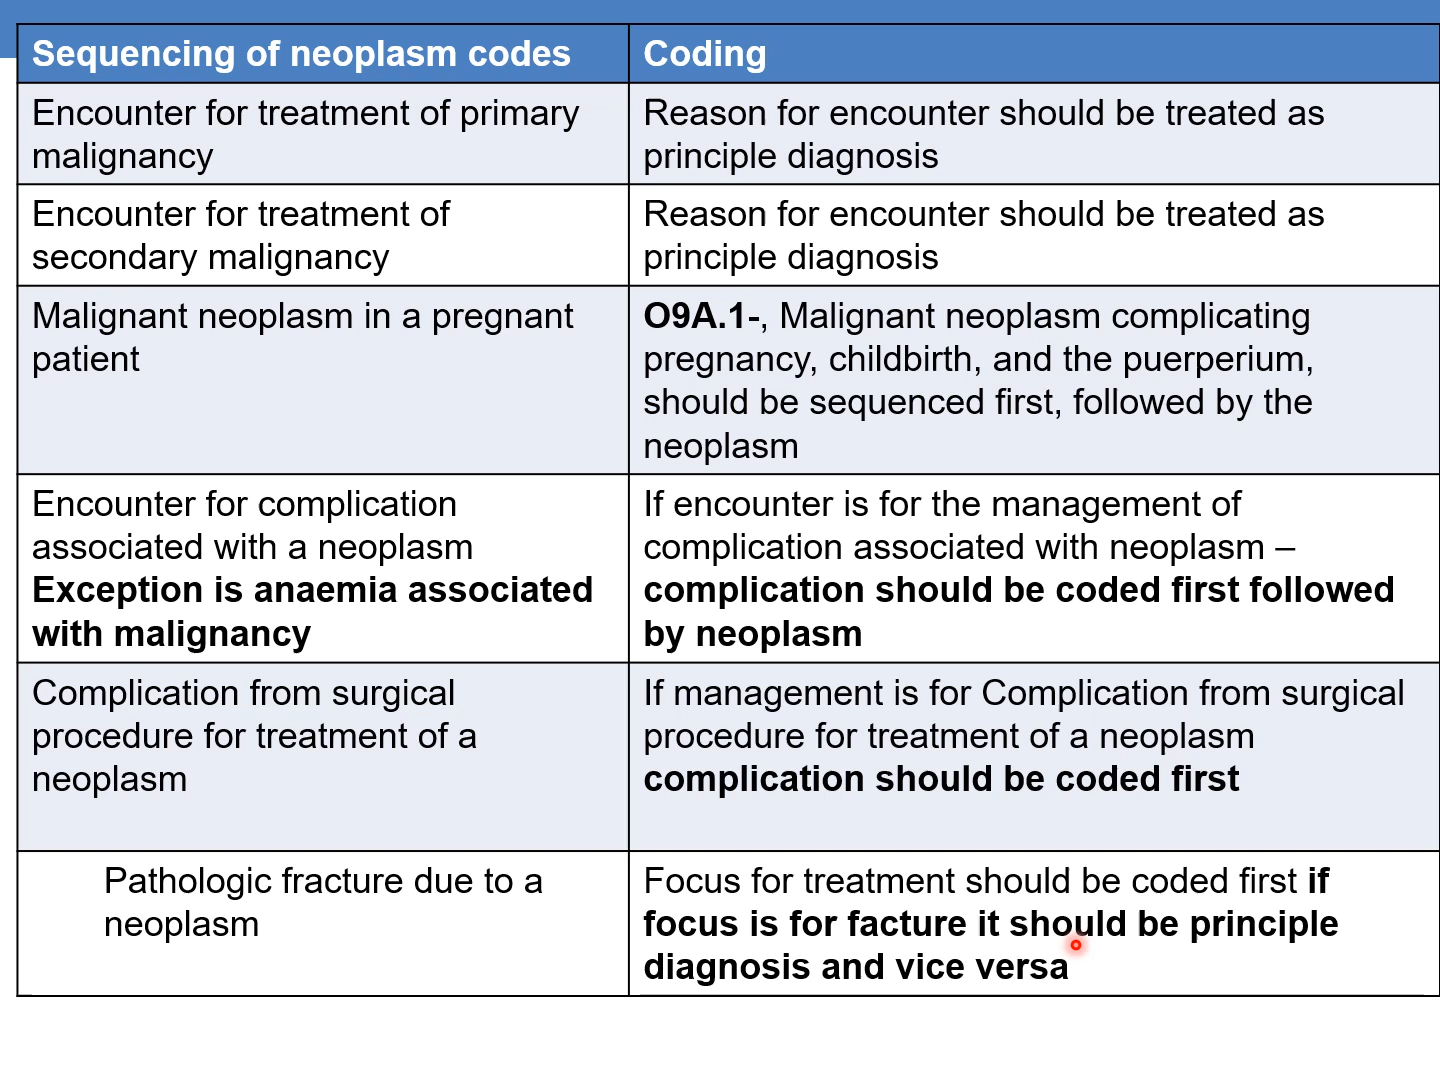 Sequencing of neoplasm codes
Coding
Encounter for treatment of primary
malignancy
Reason for encounter should be treated as
principle diagnosis
Encounter for treatment of
secondary malignancy
Reason for encounter should be treated as
principle diagnosis
Malignant neoplasm in a pregnant
patient
O9A.1-, Malignant neoplasm complicating
pregnancy, childbirth, and the puerperium,
should be sequenced first, followed by the
neoplasm
Encounter for complication
associated with a neoplasm
Exception is anaemia associated
with malignancy
If encounter is for the management of
complication associated with neoplasm –
complication should be coded first followed
by neoplasm
Complication from surgical
procedure for treatment of a
neoplasm
If management is for Complication from surgical
procedure for treatment of a neoplasm
complication should be coded first
Pathologic fracture due to a
neoplasm
Focus for treatment should be coded first if
focus is for facture it should be principle
diagnosis and vice versa